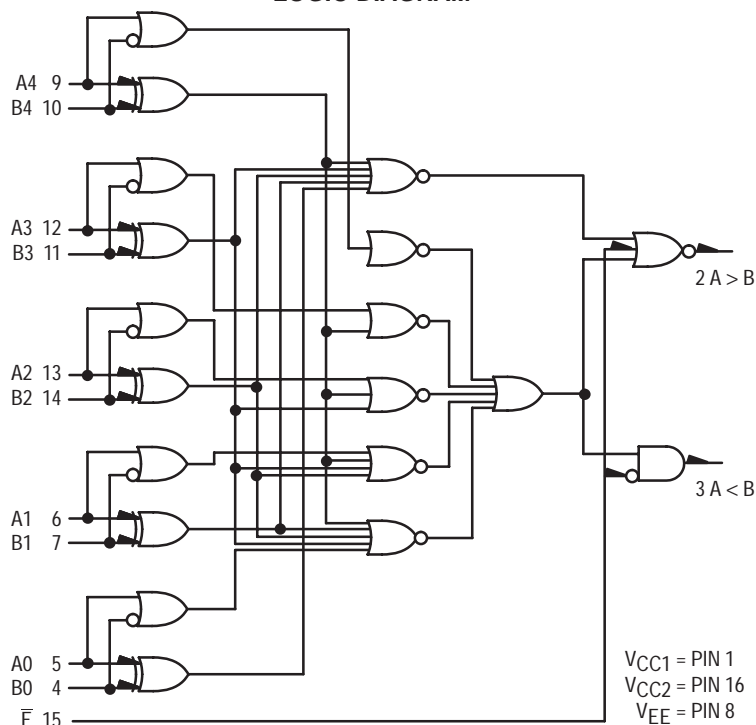 LOGIC DIAGRAM
A4 9
B4 10
A3 12
B3 11
2 A > B
A2 13
B2 14
3 A < B
A1 6
B1 7
A0 5
B0 4
E̅ 15
VCC1 = PIN 1
VCC2 = PIN 16
VEE = PIN 8